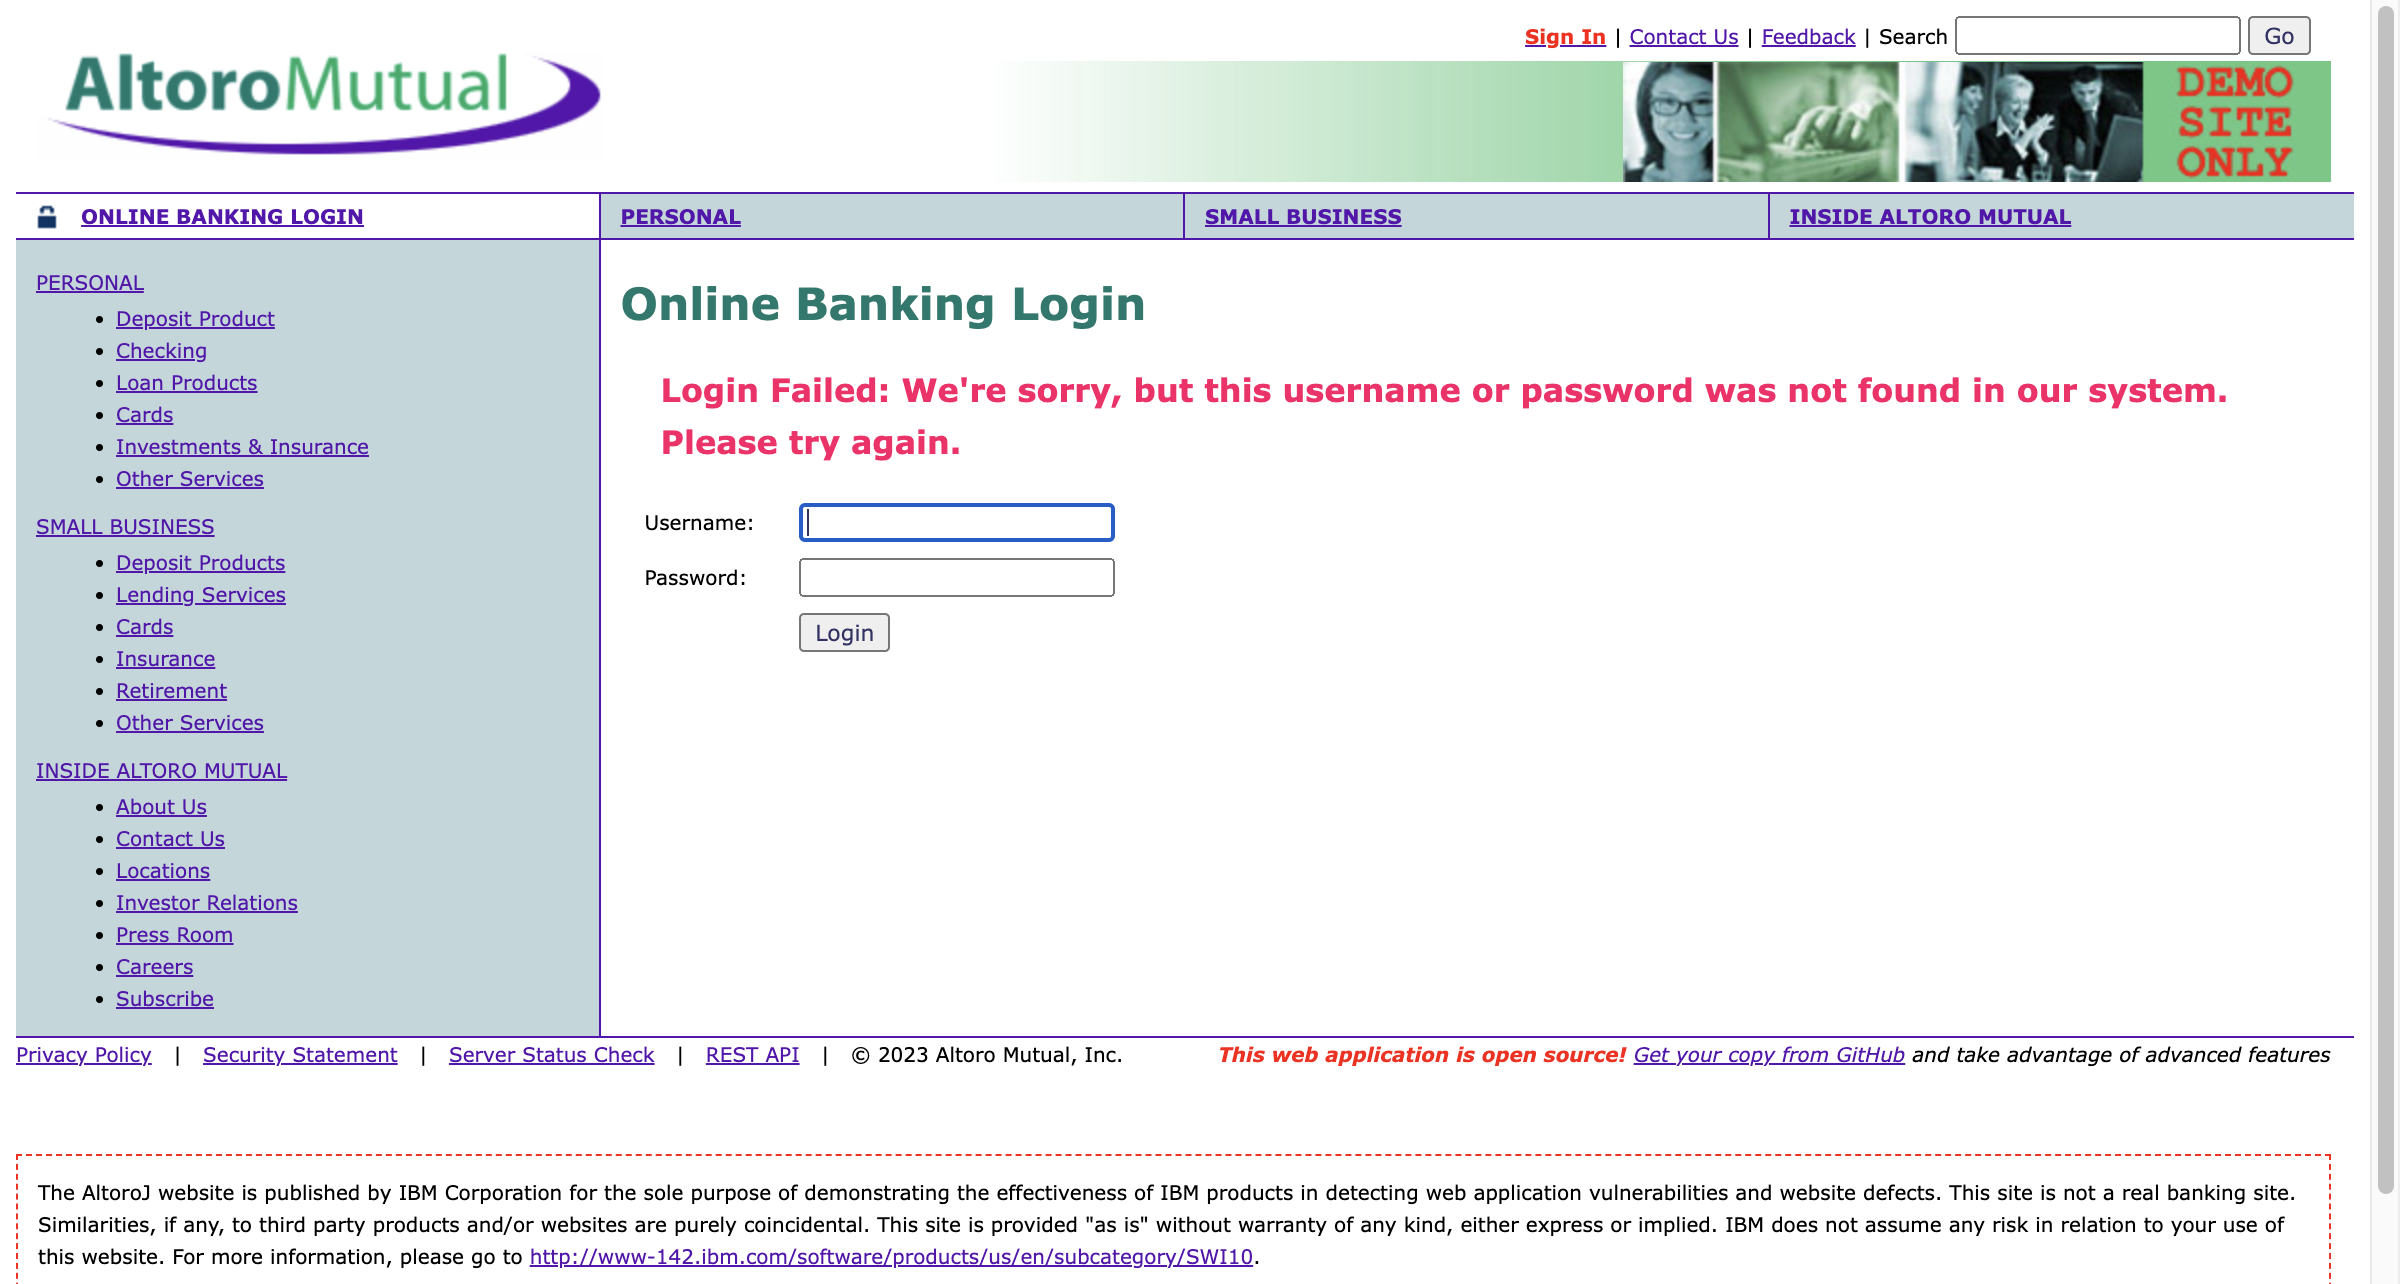 Sign In | Contact Us | Feedback | Search Go
AltoroMutual
DEMO
SITE
ONLY
ONLINE BANKING LOGIN
PERSONAL
SMALL BUSINESS
INSIDE ALTORO MUTUAL
PERSONAL
Deposit Product
Checking
Loan Products
Cards
Investments & Insurance
Other Services
SMALL BUSINESS
Deposit Products
Lending Services
Cards
Insurance
Retirement
Other Services
INSIDE ALTORO MUTUAL
About Us
Contact Us
Locations
Investor Relations
Press Room
Careers
Subscribe
Online Banking Login
Login Failed: We're sorry, but this username or password was not found in our system.
Please try again.
Username:
Password:
Login
Privacy Policy | Security Statement | Server Status Check | REST API | © 2023 Altoro Mutual, Inc.
This web application is open source! Get your copy from GitHub and take advantage of advanced features
The AltoroJ website is published by IBM Corporation for the sole purpose of demonstrating the effectiveness of IBM products in detecting web application vulnerabilities and website defects. This site is not a real banking site.
Similarities, if any, to third party products and/or websites are purely coincidental. This site is provided "as is" without warranty of any kind, either express or implied. IBM does not assume any risk in relation to your use of
this website. For more information, please go to http://www-142.ibm.com/software/products/us/en/subcategory/SWI10.